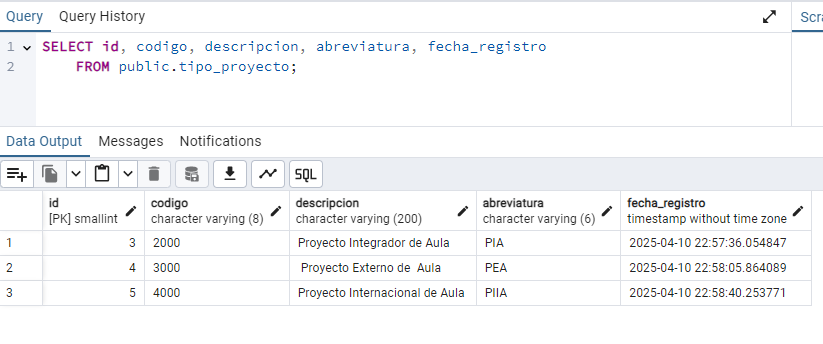 Query Query History Scra
1 SELECT id, codigo, descripcion, abreviatura, fecha_registro
2 FROM public.tipo_proyecto;
Data Output Messages Notifications
SQL
id codigo descripcion abreviatura fecha_registro
[PK] smallint character varying (8) character varying (200) character varying (6) timestamp without time zone
1 3 2000 Proyecto Integrador de Aula PIA 2025-04-10 22:57:36.054847
2 4 3000 Proyecto Externo de  Aula PEA 2025-04-10 22:58:05.864089
3 5 4000 Proyecto Internacional de Aula PIIA 2025-04-10 22:58:40.253771